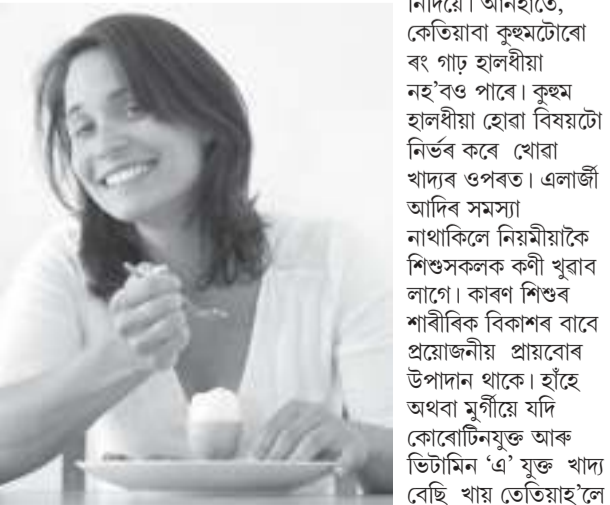 নিদিয়ে। আনহাতে,
কেতিয়াবা কুহুমটোৰো
ৰং গাঢ় হালধীয়া
নহ’বও পাৰে। কুহুম
হালধীয়া হোৱা বিষয়টো
নিৰ্ভৰ কৰে খোৱা
খাদ্যৰ ওপৰত। এলাৰ্জী
আদিৰ সমস্যা
নাথাকিলে নিয়মীয়াকৈ
শিশুসকলক কণী খুৱাব
লাগে। কাৰণ শিশুৰ
শাৰীৰিক বিকাশৰ বাবে
প্ৰয়োজনীয় প্ৰায়বোৰ
উপাদান থাকে। হাঁহে
অথবা মুৰ্গীয়ে যদি
কোৰোটিনযুক্ত আৰু
ভিটামিন ‘এ’ যুক্ত খাদ্য
বেছি খায় তেতিয়াহ’লে